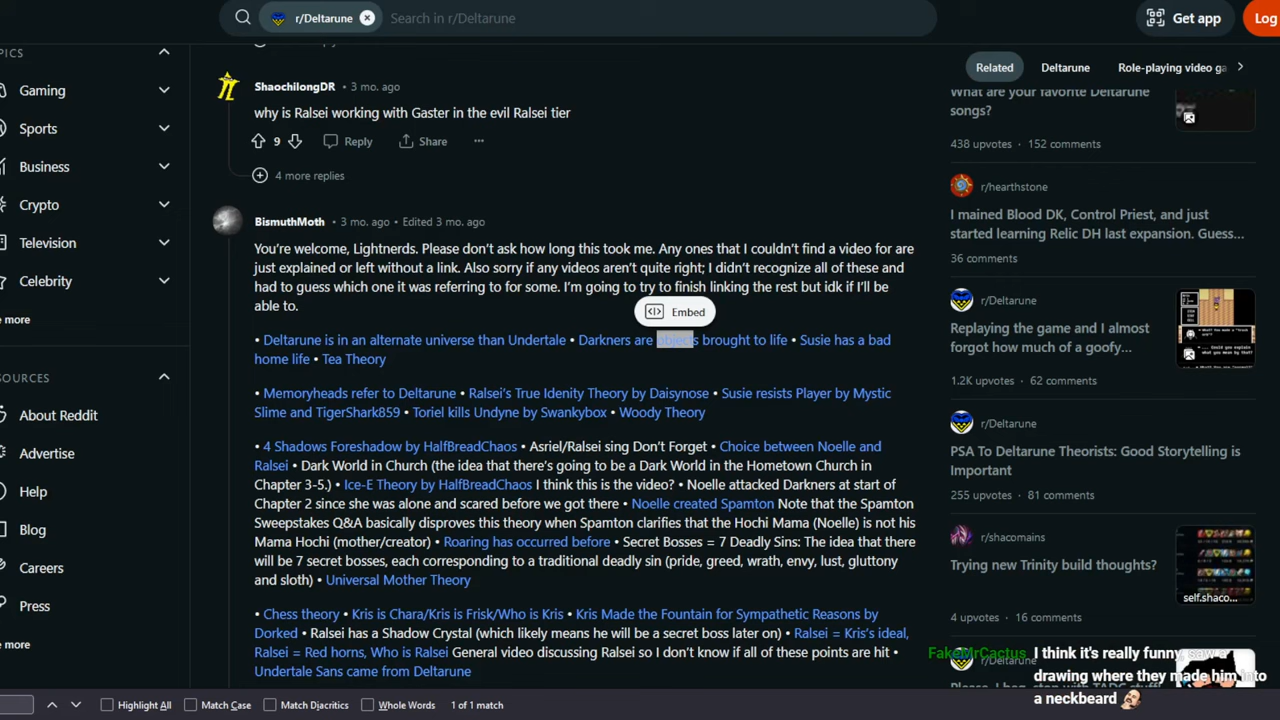 r/Deltarune
Search in r/Deltarune
Get app
Log
PICS
Gaming
Sports
Business
Crypto
Television
Celebrity
e more
SOURCES
About Reddit
Advertise
Help
Blog
Careers
Press
e more
ShaochilongDR • 3 mo. ago
why is Ralsei working with Gaster in the evil Ralsei tier
9 Reply Share ...
4 more replies
BismuthMoth • 3 mo. ago • Edited 3 mo. ago
You're welcome, Lightnerds. Please don't ask how long this took me. Any ones that I couldn't find a video for are
just explained or left without a link. Also sorry if any videos aren't quite right; I didn't recognize all of these and
had to guess which one it was referring to for some. I'm going to try to finish linking the rest but idk if I'll be
able to.
Embed
• Deltarune is in an alternate universe than Undertale • Darkners are objects brought to life • Susie has a bad
home life • Tea Theory
• Memoryheads refer to Deltarune • Ralsei's True Idenity Theory by Daisynose • Susie resists Player by Mystic
Slime and TigerShark859 • Toriel kills Undyne by Swankybox • Woody Theory
• 4 Shadows Foreshadow by HalfBreadChaos • Asriel/Ralsei sing Don't Forget • Choice between Noelle and
Ralsei • Dark World in Church (the idea that there's going to be a Dark World in the Hometown Church in
Chapter 3-5.) • Ice-E Theory by HalfBreadChaos I think this is the video? • Noelle attacked Darkners at start of
Chapter 2 since she was alone and scared before we got there • Noelle created Spamton Note that the Spamton
Sweepstakes Q&A basically disproves this theory when Spamton clarifies that the Hochi Mama (Noelle) is not his
Mama Hochi (mother/creator) • Roaring has occurred before • Secret Bosses = 7 Deadly Sins: The idea that there
will be 7 secret bosses, each corresponding to a traditional deadly sin (pride, greed, wrath, envy, lust, gluttony
and sloth) • Universal Mother Theory
• Chess theory • Kris is Chara/Kris is Frisk/Who is Kris • Kris Made the Fountain for Sympathetic Reasons by
Dorked • Ralsei has a Shadow Crystal (which likely means he will be a secret boss later on) • Ralsei = Kris's ideal,
Ralsei = Red horns, Who is Ralsei General video discussing Ralsei so I don't know if all of these points are hit •
Undertale Sans came from Deltarune
Related Deltarune Role-playing video ga
What are your favorite Deltarune
songs?
438 upvotes · 152 comments
r/hearthstone
I mained Blood DK, Control Priest, and just
started learning Relic DH last expansion. Guess...
36 comments
r/Deltarune
Replaying the game and I almost
forgot how much of a goofy...
1.2K upvotes · 62 comments
r/Deltarune
PSA To Deltarune Theorists: Good Storytelling is
Important
255 upvotes · 81 comments
r/shacomains
Trying new Trinity build thoughts?
self.shaco...
4 upvotes · 16 comments
r/Deltarune
FakeMrCactus I think it's really funny, saw a
drawing where they made him into
a neckbeard
Highlight All Match Case Match Diacritics Whole Words 1 of 1 match